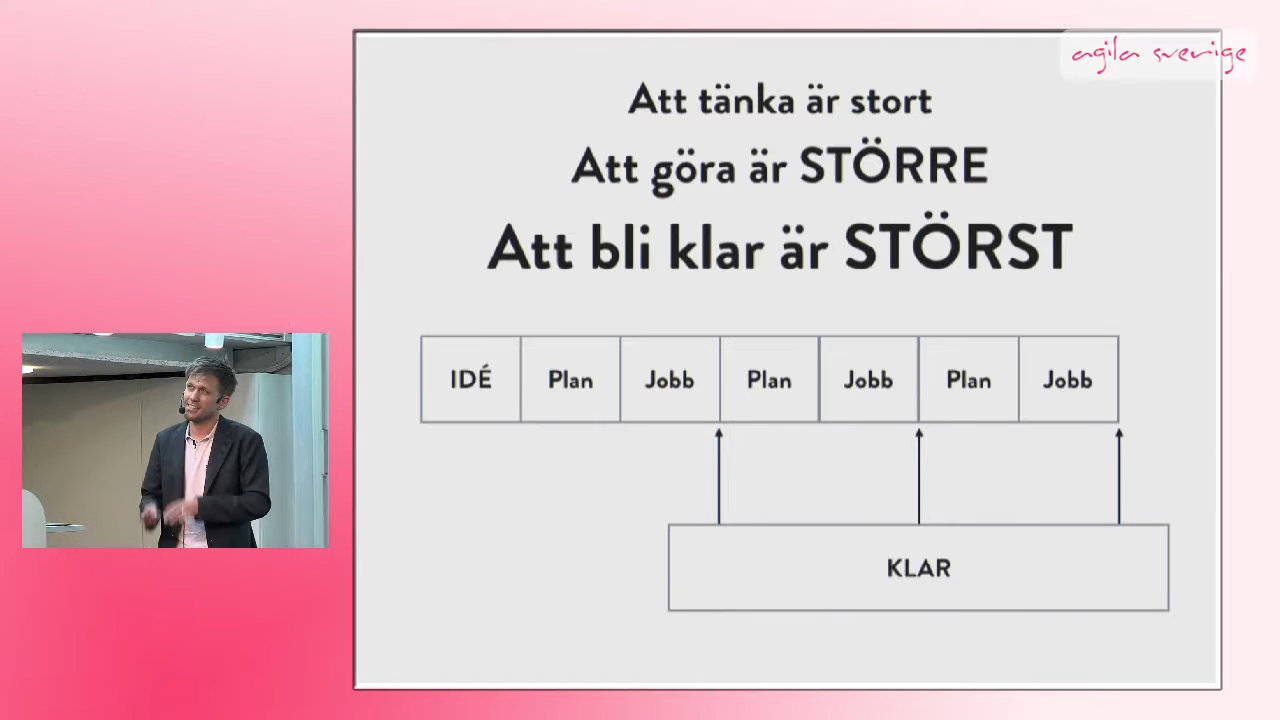 agila sverige
Att tänka är stort
Att göra är STÖRRE
Att bli klar är STÖRST
IDÉ Plan Jobb Plan Jobb Plan Jobb
KLAR